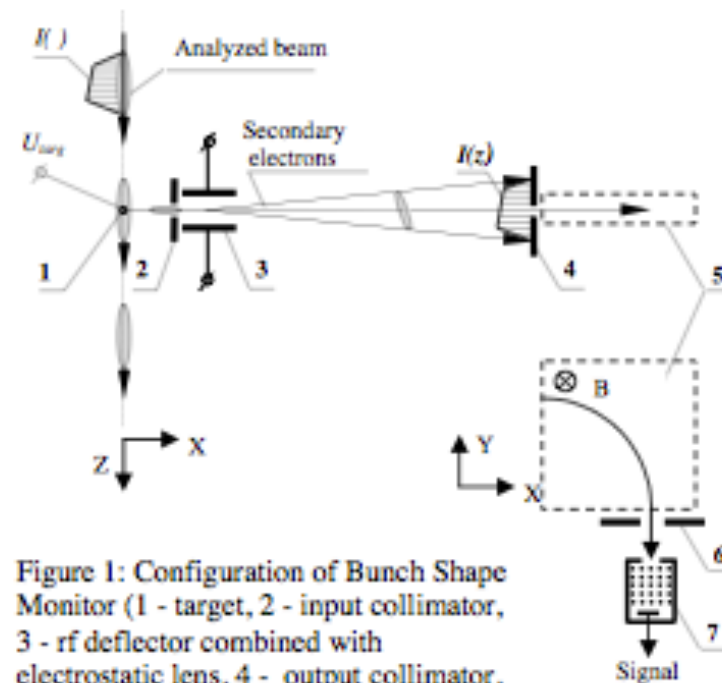 I( )
Analyzed beam
U targ
Secondary
electrons
I(z)
1
2
3
4
5
B
Z
X
Y
X
6
7
Signal
Figure 1: Configuration of Bunch Shape
Monitor (1 - target, 2 - input collimator,
3 - rf deflector combined with
electrostatic lens, 4 - output collimator,